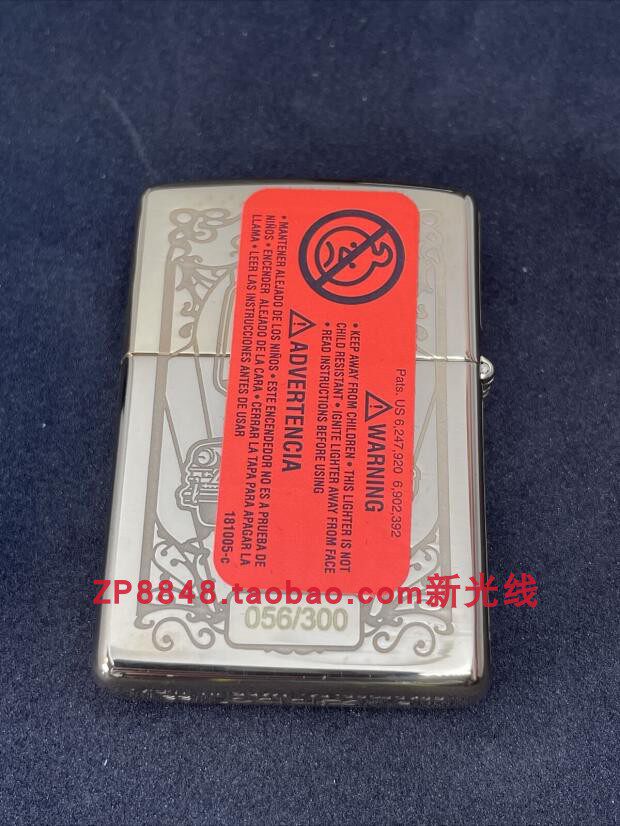 Pats. US 6,247,920 6,902,392
⚠WARNING
• KEEP AWAY FROM CHILDREN • THIS LIGHTER IS NOT
CHILD RESISTANT • IGNITE LIGHTER AWAY FROM FACE
• READ INSTRUCTIONS BEFORE USING
⚠ADVERTENCIA
• MANTENER ALEJADO DE LOS NIÑOS • ESTE ENCENDEDOR NO ES A PRUEBA DE
NIÑOS • ENCENDER ALEJADO DE LA CARA • CERRAR LA TAPA PARA APAGAR LA
LLAMA • LEER LAS INSTRUCCIONES ANTES DE USAR
181005-c
ZP8848.taobao.com新光线
056/300